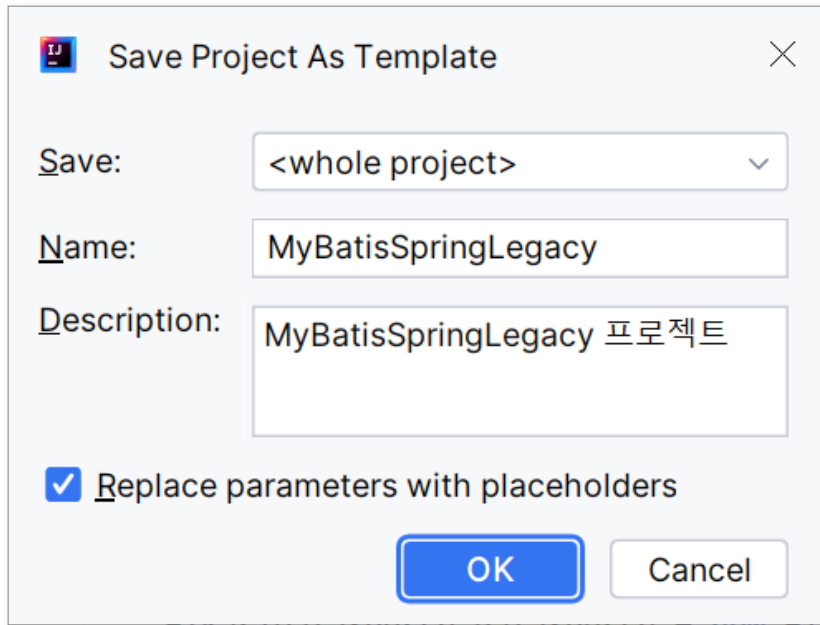 Save Project As Template
Save: <whole project>
Name: MyBatisSpringLegacy
Description: MyBatisSpringLegacy 프로젝트
Replace parameters with placeholders
OK Cancel